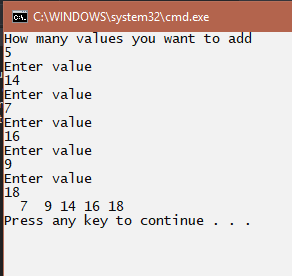 C:\WINDOWS\system32\cmd.exe
How many values you want to add
5
Enter value
14
Enter value
7
Enter value
16
Enter value
9
Enter value
18
  7  9 14 16 18
Press any key to continue . . .